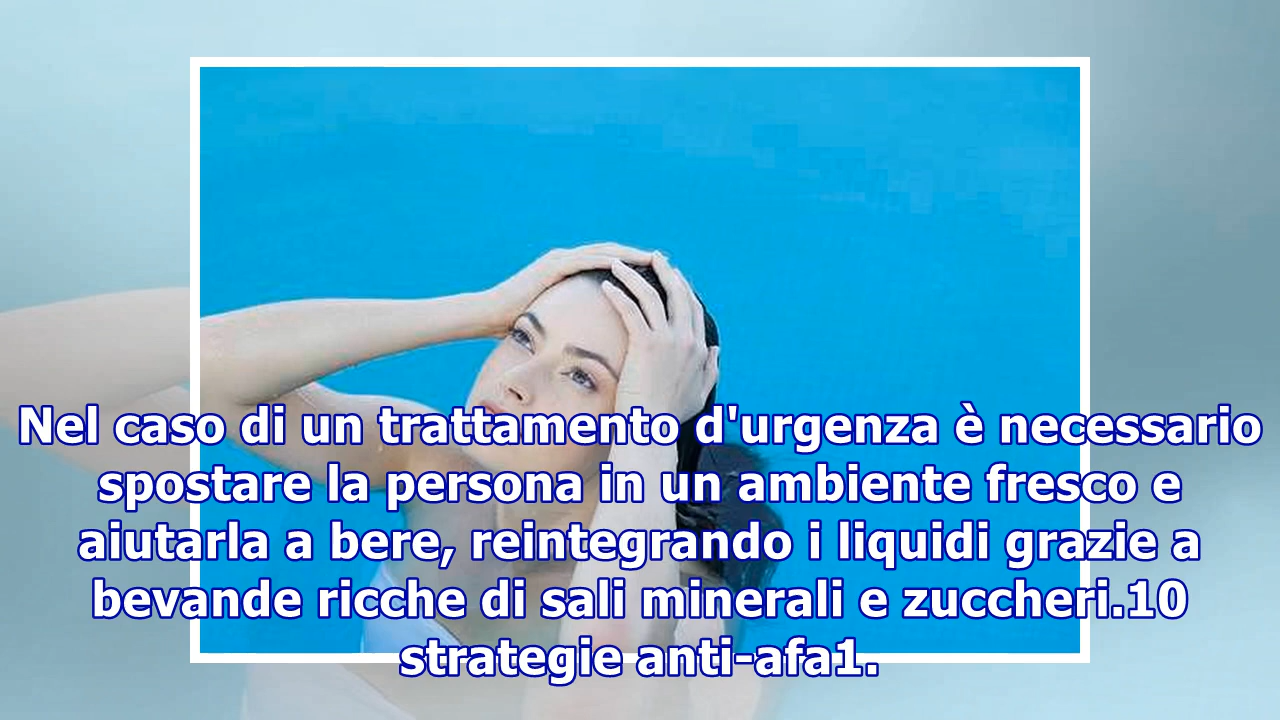 Nel caso di un trattamento d'urgenza è necessario
spostare la persona in un ambiente fresco e
aiutarla a bere, reintegrando i liquidi grazie a
bevande ricche di sali minerali e zuccheri.10
strategie anti-afa1.